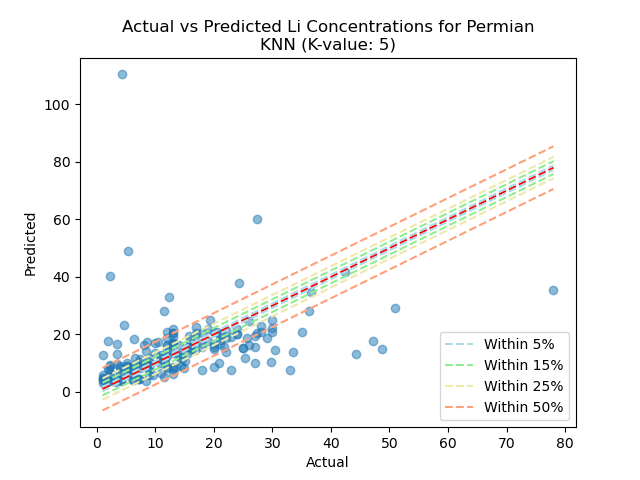 Actual vs Predicted Li Concentrations for Permian
KNN (K-value: 5)
Predicted
100
80
60
40
20
0
0 10 20 30 40 50 60 70 80
Actual
Within 5%
Within 15%
Within 25%
Within 50%